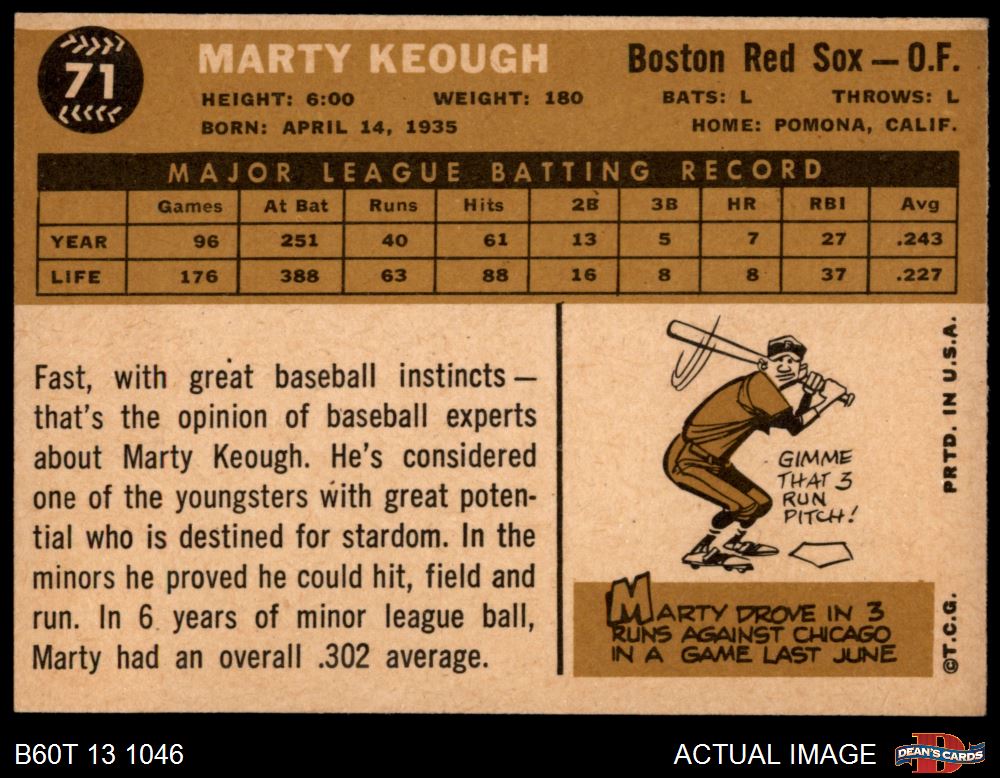 71
MARTY KEOUGH
Boston Red Sox — O.F.
HEIGHT: 6:00 WEIGHT: 180 BATS: L THROWS: L
BORN: APRIL 14, 1935 HOME: POMONA, CALIF.
MAJOR LEAGUE BATTING RECORD
Games At Bat Runs Hits 2B 3B HR RBI Avg
YEAR 96 251 40 61 13 5 7 27 .243
LIFE 176 388 63 88 16 8 8 37 .227
Fast, with great baseball instincts —
that's the opinion of baseball experts
about Marty Keough. He's considered
one of the youngsters with great poten-
tial who is destined for stardom. In the
minors he proved he could hit, field and
run. In 6 years of minor league ball,
Marty had an overall .302 average.
GIMME
THAT 3
RUN
PITCH!
MARTY DROVE IN 3
RUNS AGAINST CHICAGO
IN A GAME LAST JUNE
PRTD. IN U.S.A.
©T.C.G.
B60T 13 1046
ACTUAL IMAGE
D
DEAN'S CARDS